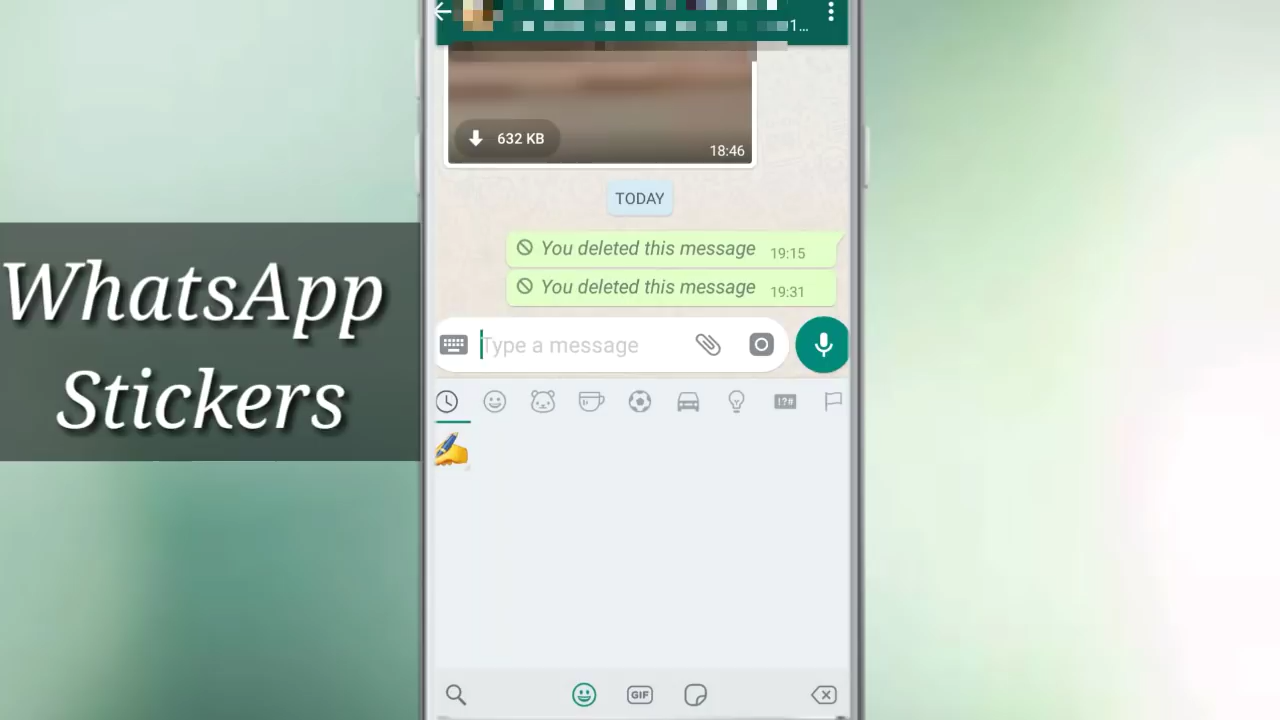 1...
632 KB
18:46
TODAY
You deleted this message 19:15
You deleted this message 19:31
WhatsApp
Stickers
Type a message
!?#
GIF